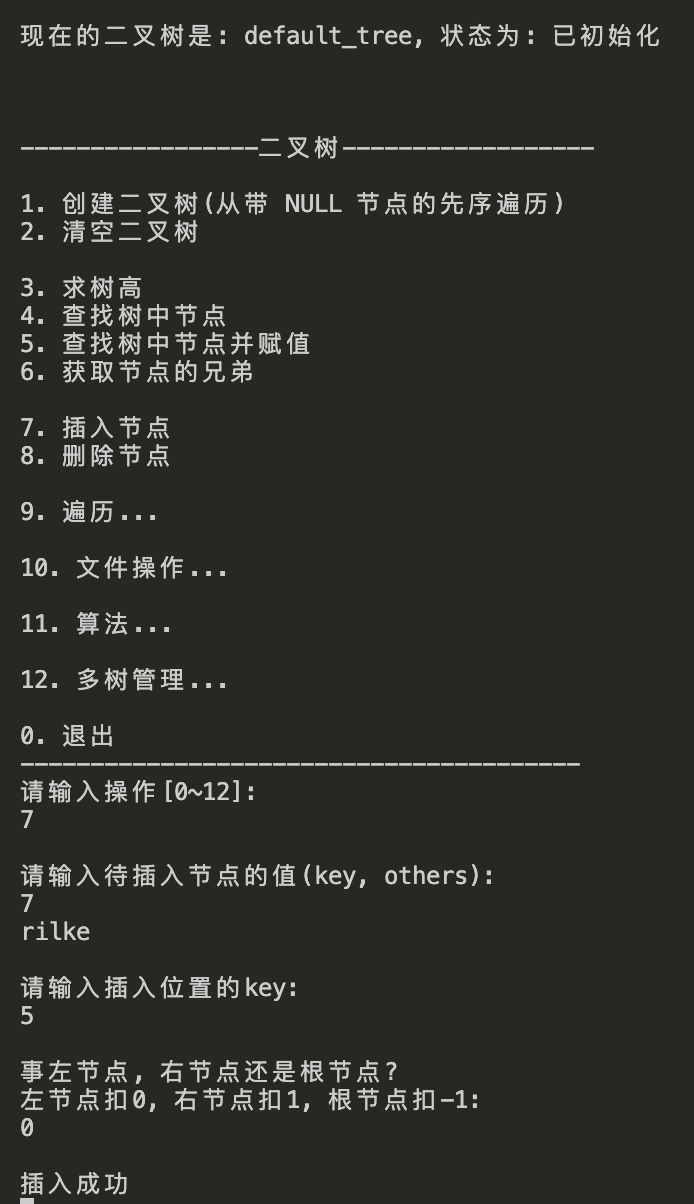 现在的二叉树是: default_tree, 状态为: 已初始化
-----------------二叉树------------------
1. 创建二叉树(从带 NULL 节点的先序遍历)
2. 清空二叉树
3. 求树高
4. 查找树中节点
5. 查找树中节点并赋值
6. 获取节点的兄弟
7. 插入节点
8. 删除节点
9. 遍历...
10. 文件操作...
11. 算法...
12. 多树管理...
0. 退出
----------------------------------------
请输入操作[0~12]:
7
请输入待插入节点的值(key, others):
7
rilke
请输入插入位置的key:
5
事左节点, 右节点还是根节点?
左节点扣0, 右节点扣1, 根节点扣-1:
0
插入成功